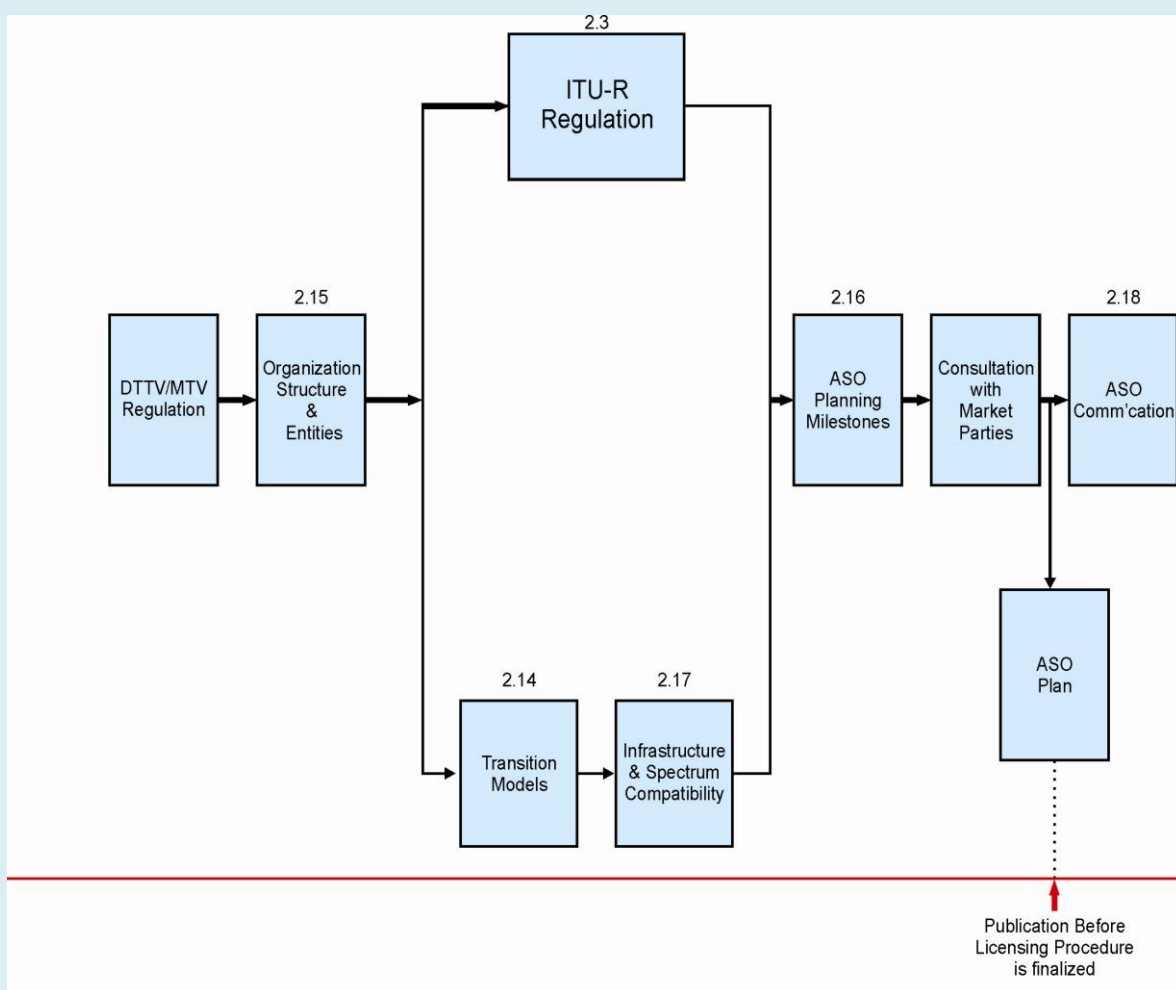 2.3
ITU-R
Regulation
2.15
2.16
2.18
DTTV/MTV
Regulation
Organization
Structure
&
Entities
ASO
Planning
Milestones
Consultation
with
Market
Parties
ASO
Comm'cation
2.14
2.17
ASO
Plan
Transition
Models
Infrastructure
& Spectrum
Compatibility
Publication Before
Licensing Procedure
is finalized